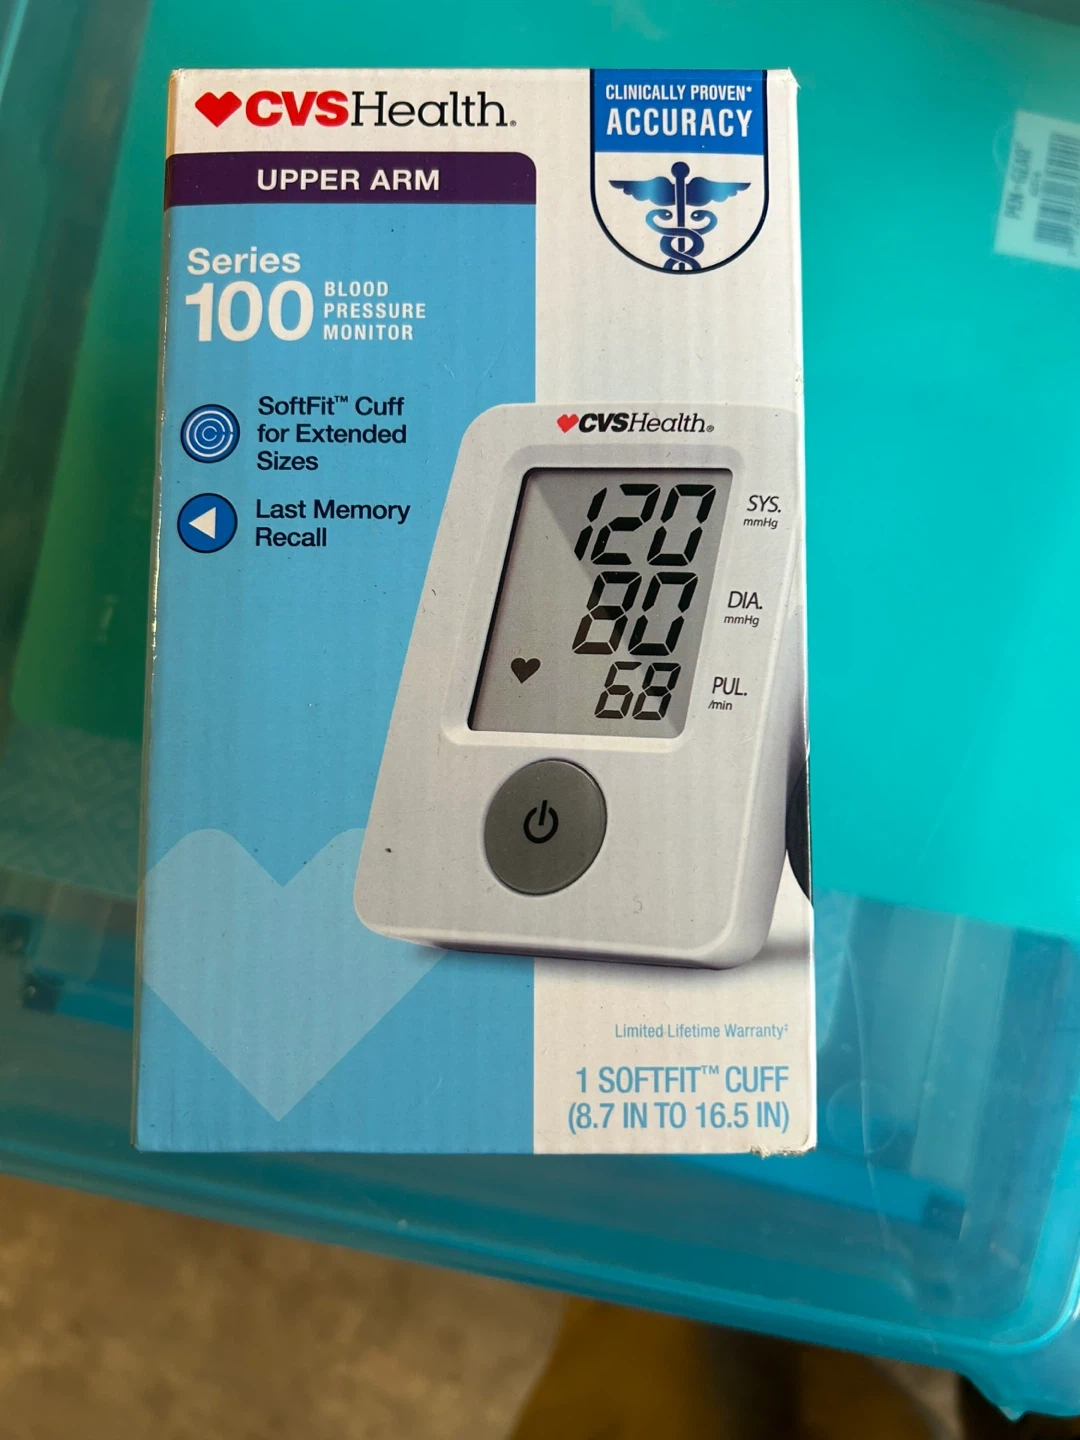 CVSHealth®
CLINICALLY PROVEN*
ACCURACY
UPPER ARM
Series
100
BLOOD
PRESSURE
MONITOR
SoftFit™ Cuff
for Extended
Sizes
Last Memory
Recall
CVSHealth®
120
SYS.
mmHg
80
DIA.
mmHg
68
PUL.
/min
Limited Lifetime Warranty‡
1 SOFTFIT™ CUFF
(8.7 IN TO 16.5 IN)
PEN+GEAR